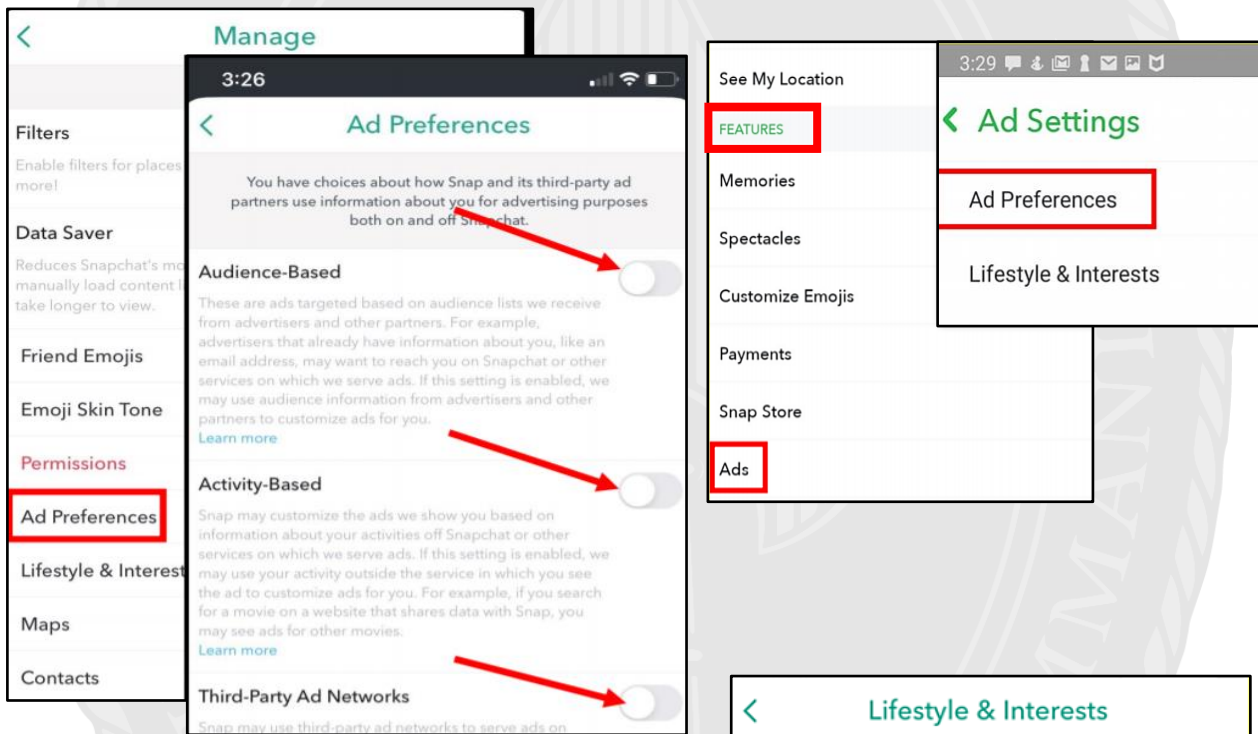 Manage
Filters
Enable filters for places
more!
Data Saver
Reduces Snapchat's mo
manually load content l
take longer to view.
Friend Emojis
Emoji Skin Tone
Permissions
Ad Preferences
Lifestyle & Interest
Maps
Contacts
3:26
Ad Preferences
You have choices about how Snap and its third-party ad
partners use information about you for advertising purposes
both on and off Snapchat.
Audience-Based
These are ads targeted based on audience lists we receive
from advertisers and other partners. For example,
advertisers that already have information about you, like an
email address, may want to reach you on Snapchat or other
services on which we serve ads. If this setting is enabled, we
may use audience information from advertisers and other
partners to customize ads for you.
Learn more
Activity-Based
Snap may customize the ads we show you based on
information about your activities off Snapchat or other
services on which we serve ads. If this setting is enabled, we
may use your activity outside the service in which you see
the ad to customize ads for you. For example, if you search
for a movie on a website that shares data with Snap, you
may see ads for other movies.
Learn more
Third-Party Ad Networks
Snap may use third-party ad networks to serve ads on
See My Location
FEATURES
Memories
Spectacles
Customize Emojis
Payments
Snap Store
Ads
3:29
Ad Settings
Ad Preferences
Lifestyle & Interests
Lifestyle & Interests